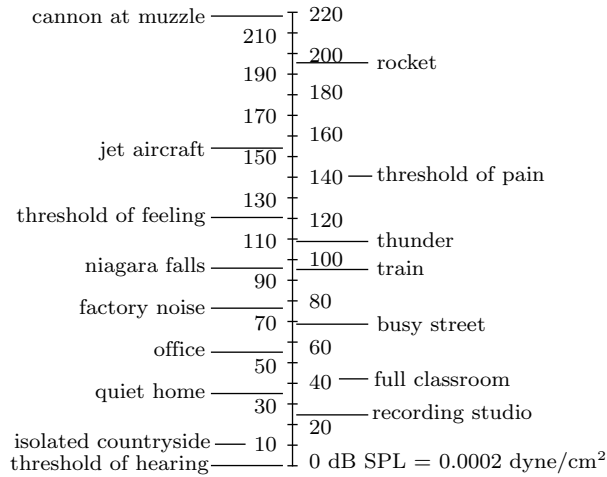 cannon at muzzle 220
210
200
rocket
190
180
170
160
jet aircraft
150
140 threshold of pain
130
threshold of feeling
120
110 thunder
niagara falls 100
train
90
factory noise 80
70
busy street
office 60
50
40 full classroom
quiet home
30
recording studio
20
isolated countryside 10
threshold of hearing 0 dB SPL = 0.0002 dyne/cm²